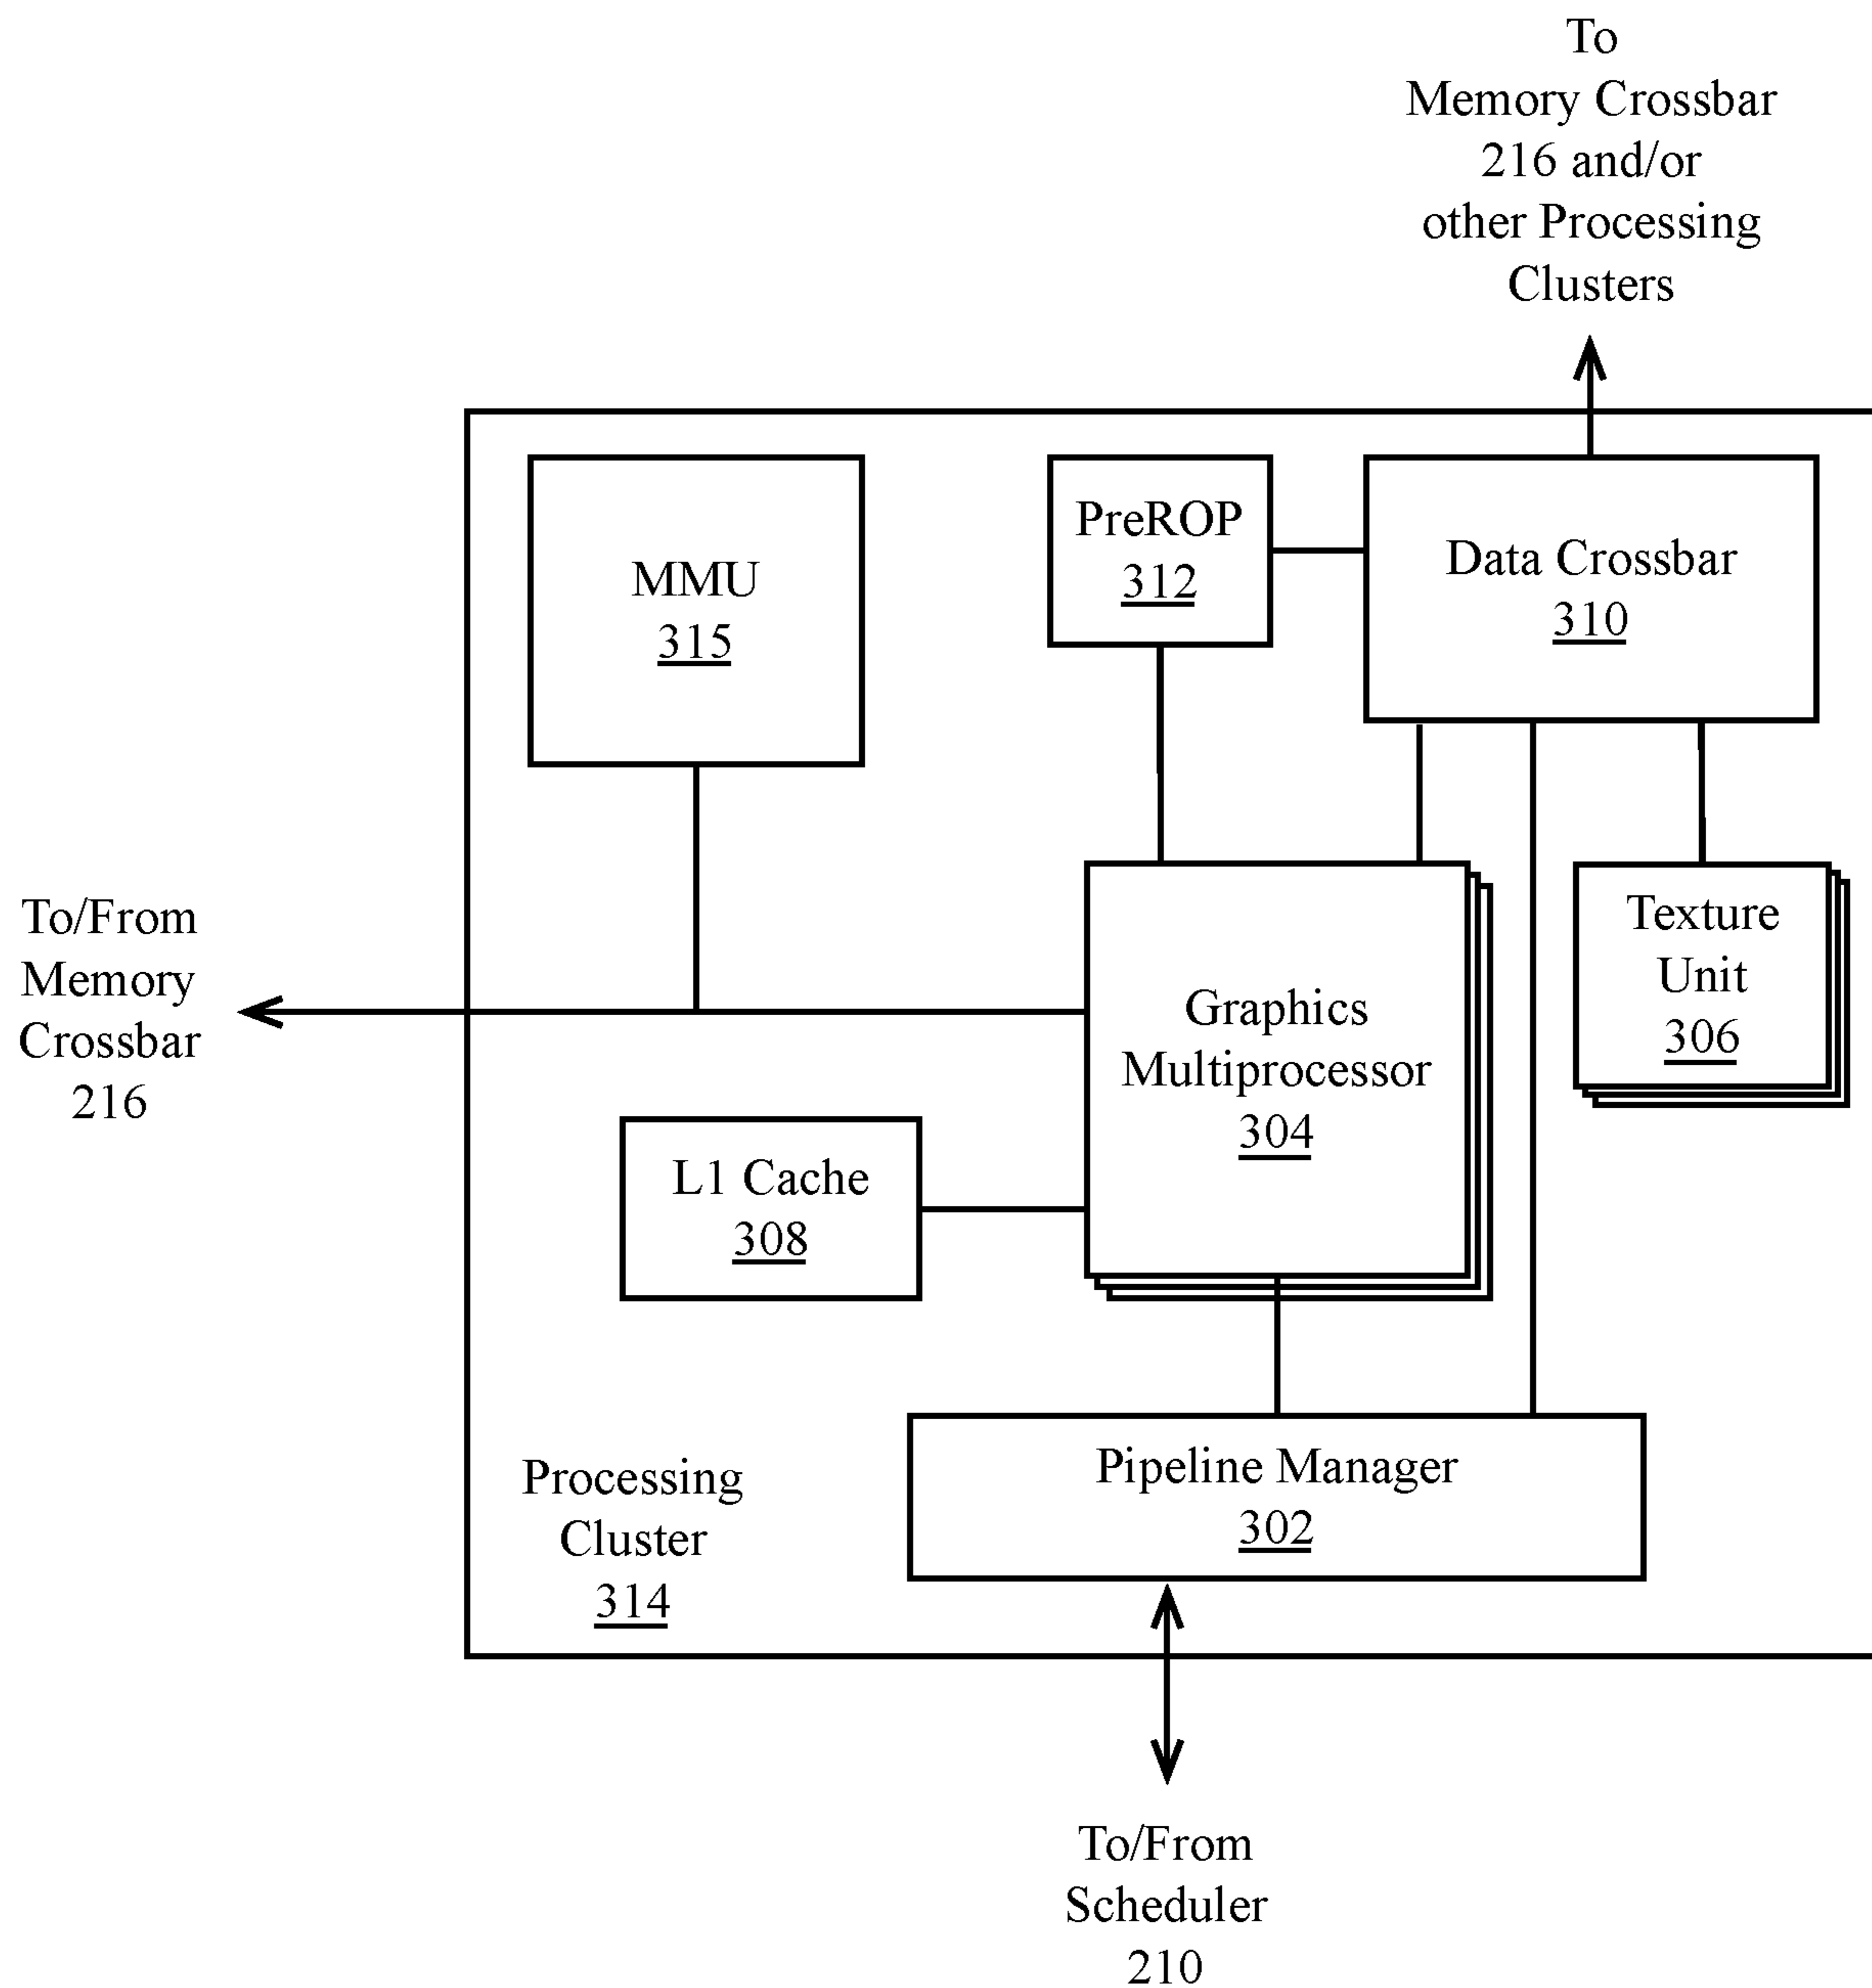 To
Memory Crossbar
216 and/or
other Processing
Clusters
MMU
315
PreROP
312
Data Crossbar
310
To/From
Memory
Crossbar
216
Graphics
Multiprocessor
304
Texture
Unit
306
L1 Cache
308
Pipeline Manager
302
Processing
Cluster
314
To/From
Scheduler
210